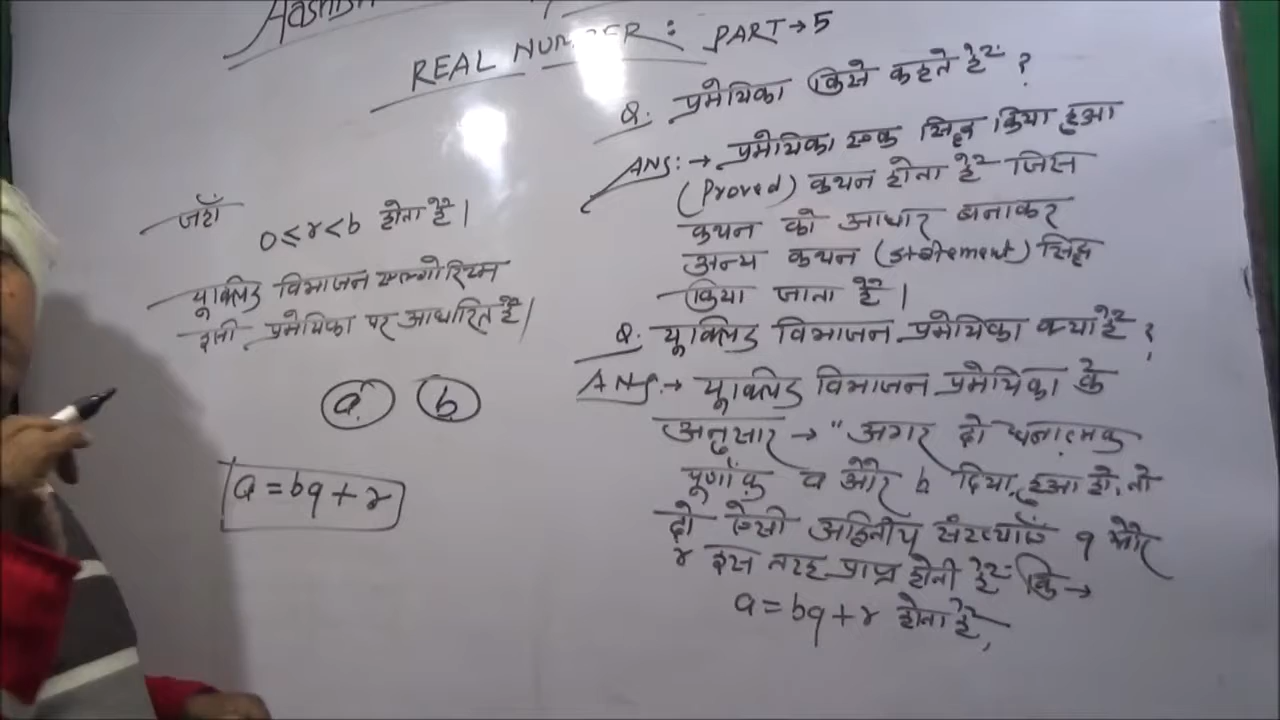 Aashish
REAL NUMBER: PART→5
Q. प्रमेयिका किसे कहते है ?
ANS:→ प्रमेयिका एक सिद्ध किया हुआ
(Proved) कथन होता है जिस
कथन को आधार बनाकर
अन्य कथन (statement) सिद्ध
किया जाता है |
Q. यूक्लिड विभाजन प्रमेयिका क्या है ?
ANS.→ यूक्लिड विभाजन प्रमेयिका के
अनुसार → "अगर दो धनात्मक
पूर्णांक a और b दिया हुआ हो, तो
दो ऐसी अद्वितीय संख्याएँ q और
r इस तरह प्राप्त होती है कि →
a = bq + r होता है,
जहाँ
0 ≤ r < b होता है |
यूक्लिड विभाजन एल्गोरिथ्म
इसी प्रमेयिका पर आधारित है |
a b
a = bq + r